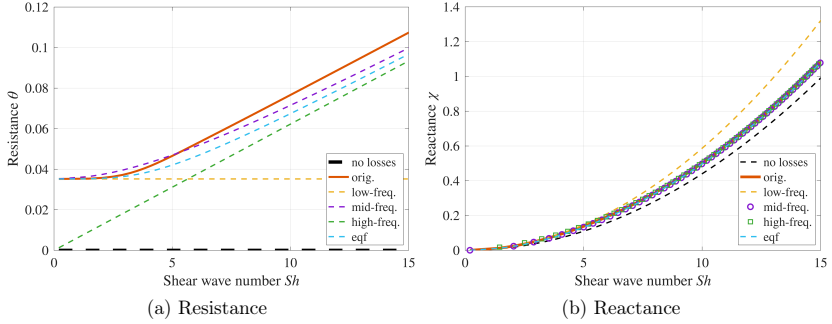 0.12
0.1
0.08
0.06
0.04
0.02
0
Resistance θ
0 5 10 15
Shear wave number Sh
no losses
orig.
low-freq.
mid-freq.
high-freq.
eqf
(a) Resistance
1.4
1.2
1
0.8
0.6
0.4
0.2
0
Reactance χ
0 5 10 15
Shear wave number Sh
no losses
orig.
low-freq.
mid-freq.
high-freq.
eqf
(b) Reactance